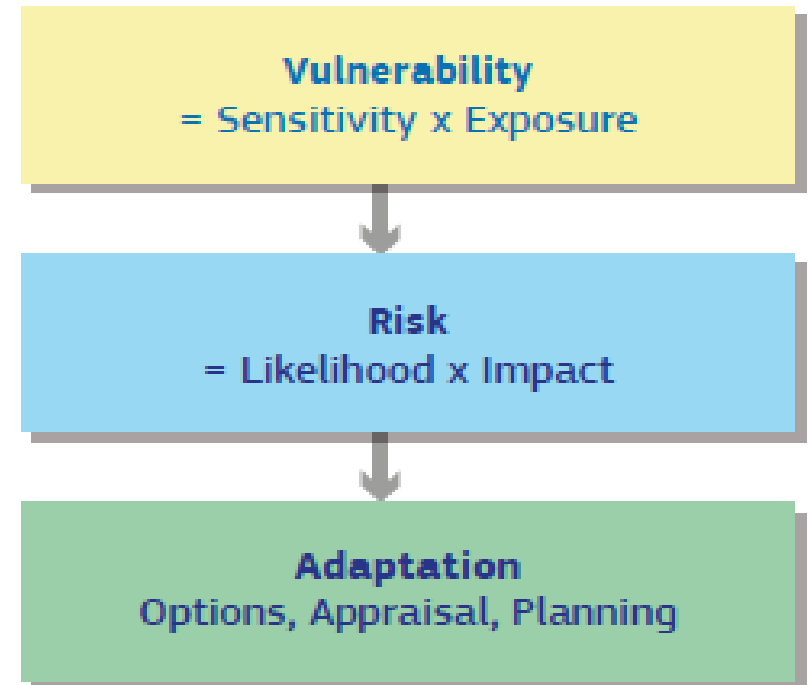 Vulnerability
= Sensitivity x Exposure
Risk
= Likelihood x Impact
Adaptation
Options, Appraisal, Planning